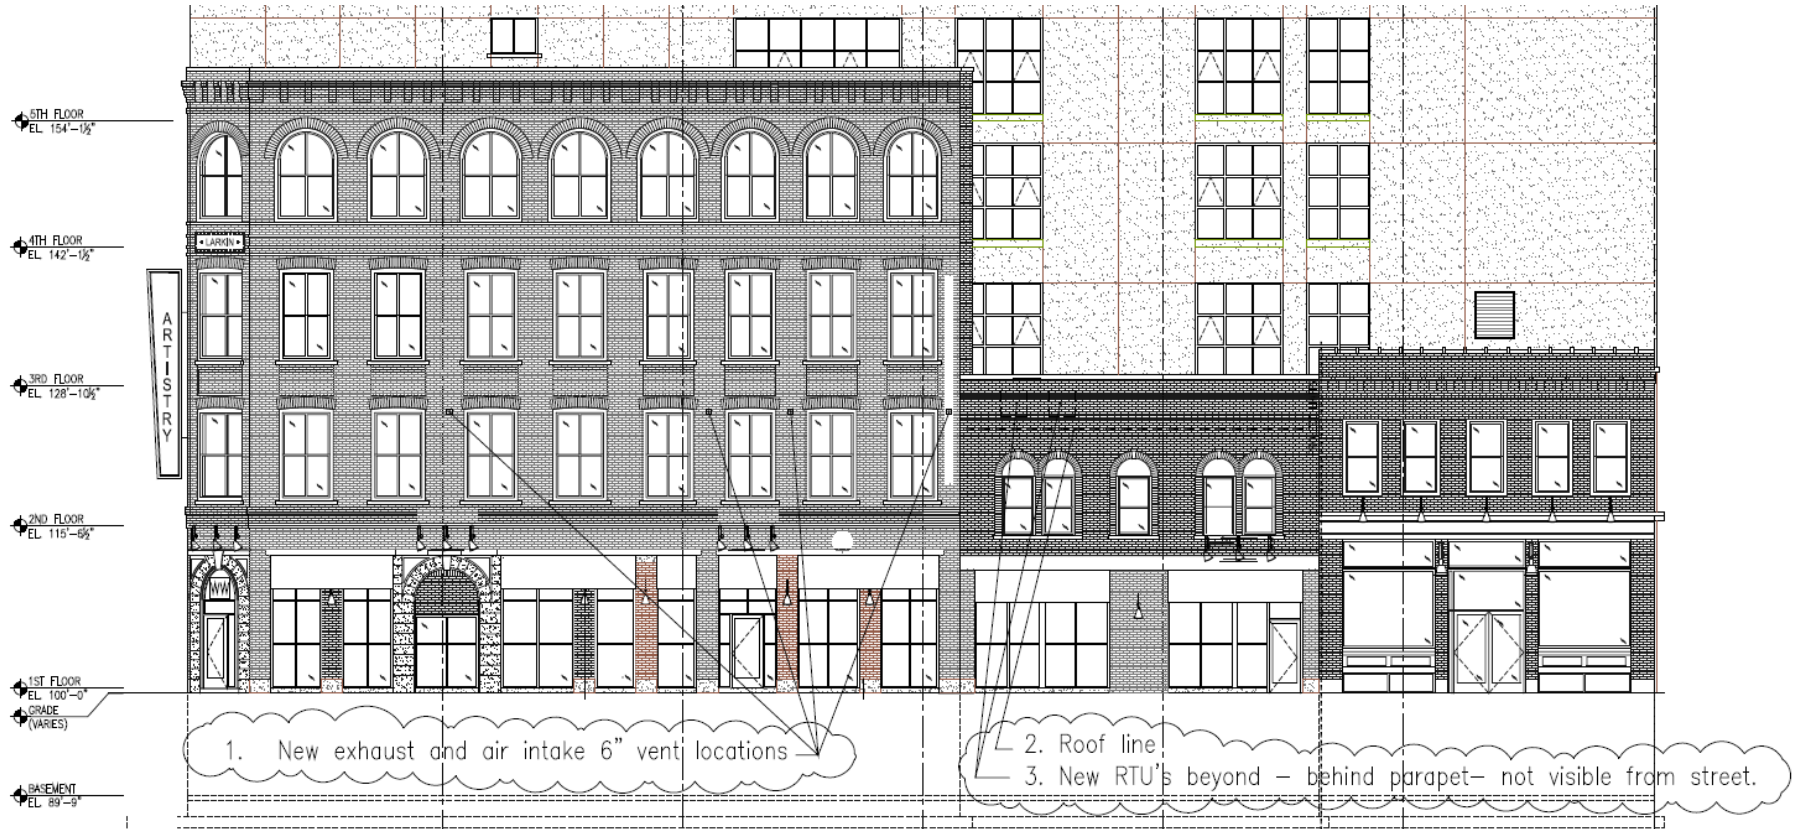 5TH FLOOR
EL 154'-1½"
4TH FLOOR
EL 142'-1½"
• LARKIN •
ARTISTRY
3RD FLOOR
EL 128'-10½"
2ND FLOOR
EL 115'-6½"
WW
1ST FLOOR
EL 100'-0"
GRADE
(VARIES)
1. New exhaust and air intake 6" vent locations
2. Roof line
3. New RTU's beyond – behind parapet– not visible from street.
BASEMENT
EL 89'-9"